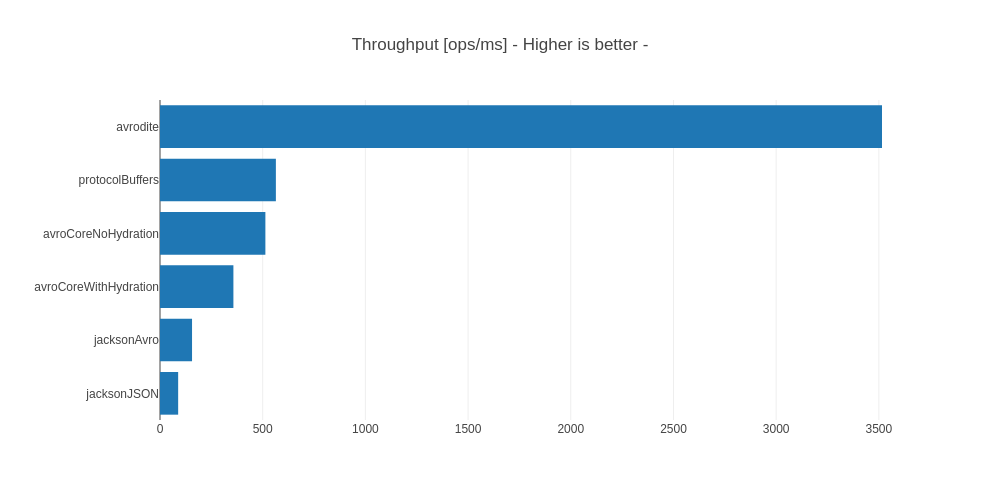 Throughput [ops/ms] - Higher is better -
avrodite
protocolBuffers
avroCoreNoHydration
avroCoreWithHydration
jacksonAvro
jacksonJSON
0 500 1000 1500 2000 2500 3000 3500